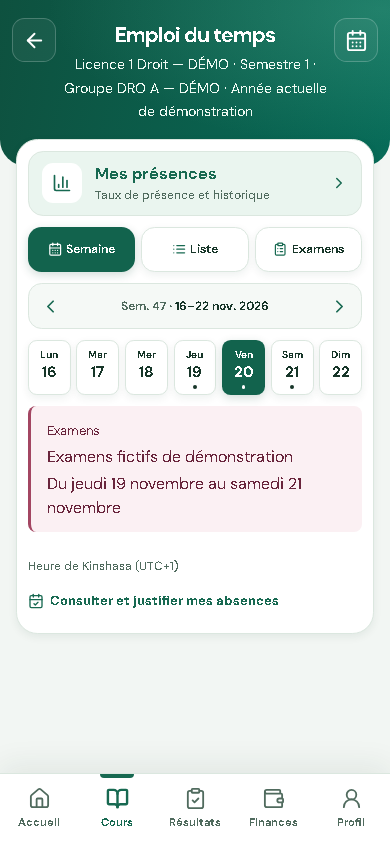 Emploi du temps
Licence 1 Droit — DÉMO · Semestre 1 ·
Groupe DRO A — DÉMO · Année actuelle
de démonstration
Mes présences
Taux de présence et historique
Semaine
Liste
Examens
Sem. 47 · 16–22 nov. 2026
Lun
16
Mar
17
Mer
18
Jeu
19
Ven
20
Sam
21
Dim
22
Examens
Examens fictifs de démonstration
Du jeudi 19 novembre au samedi 21
novembre
Heure de Kinshasa (UTC+1)
Consulter et justifier mes absences
Accueil
Cours
Résultats
Finances
Profil